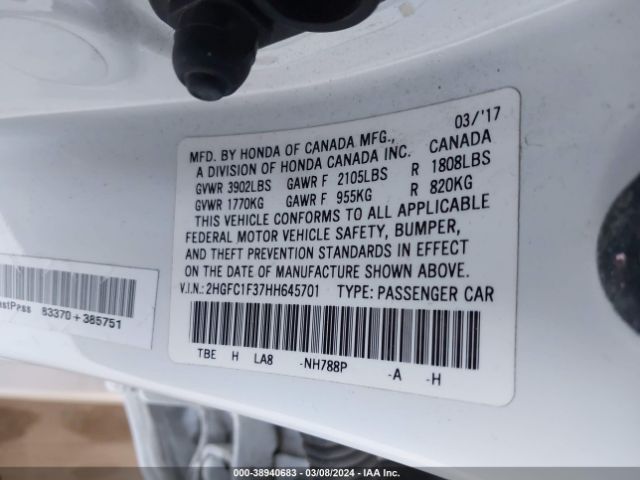 03/'17
MFD. BY HONDA OF CANADA MFG., CANADA
A DIVISION OF HONDA CANADA INC.
GVWR 3902LBS GAWR F 2105LBS R 1808LBS
GVWR 1770KG GAWR F 955KG R 820KG
THIS VEHICLE CONFORMS TO ALL APPLICABLE
FEDERAL MOTOR VEHICLE SAFETY, BUMPER,
AND THEFT PREVENTION STANDARDS IN EFFECT
ON THE DATE OF MANUFACTURE SHOWN ABOVE.
V.I.N.: 2HGFC1F37HH645701 TYPE: PASSENGER CAR
TBE H LA8 -NH788P -A -H
astPass 83370+385751
000-38940683 / 03/08/2024 - IAA Inc.